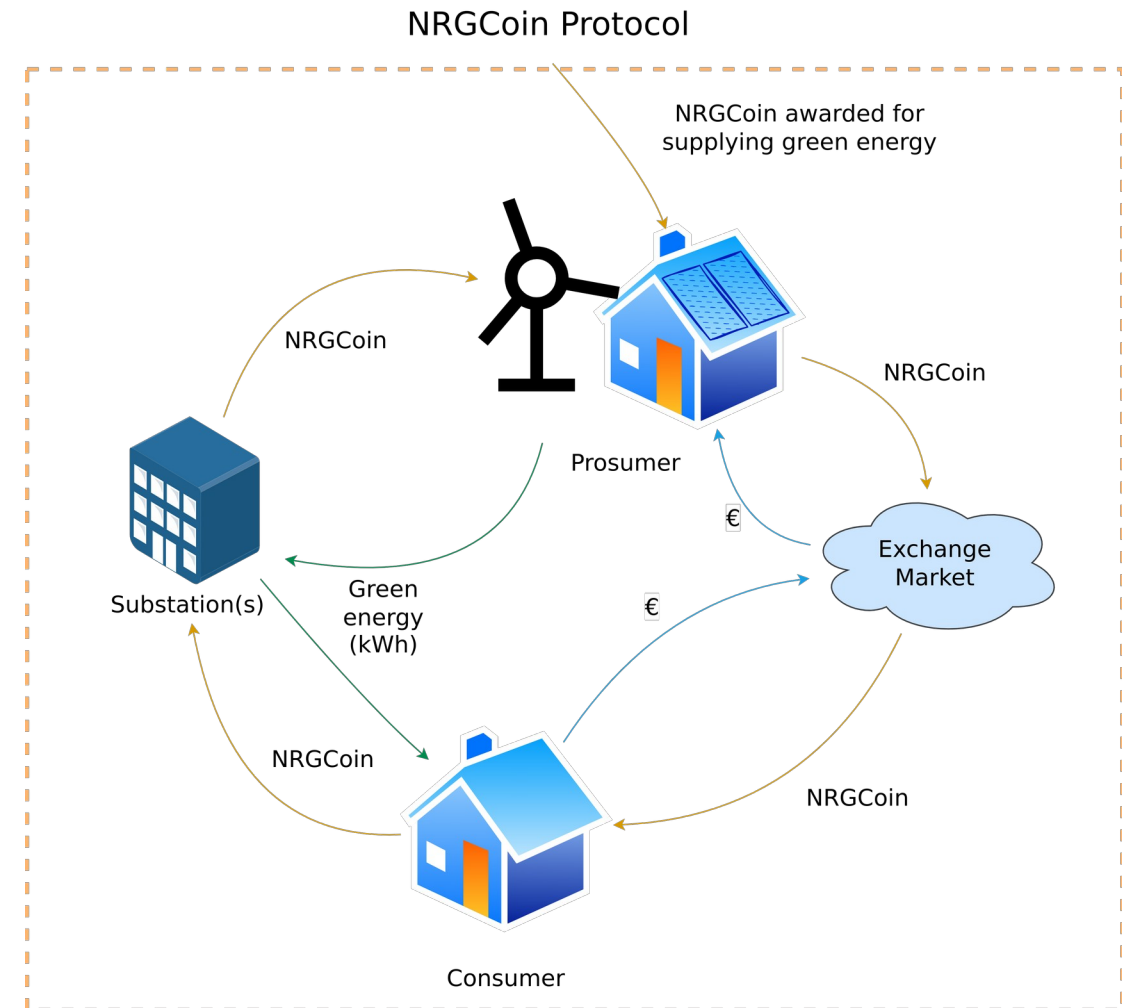 NRGCoin Protocol
NRGCoin awarded for
supplying green energy
NRGCoin
NRGCoin
Prosumer
€
Exchange
Market
Green
energy
(kWh)
Substation(s)
€
NRGCoin
NRGCoin
Consumer